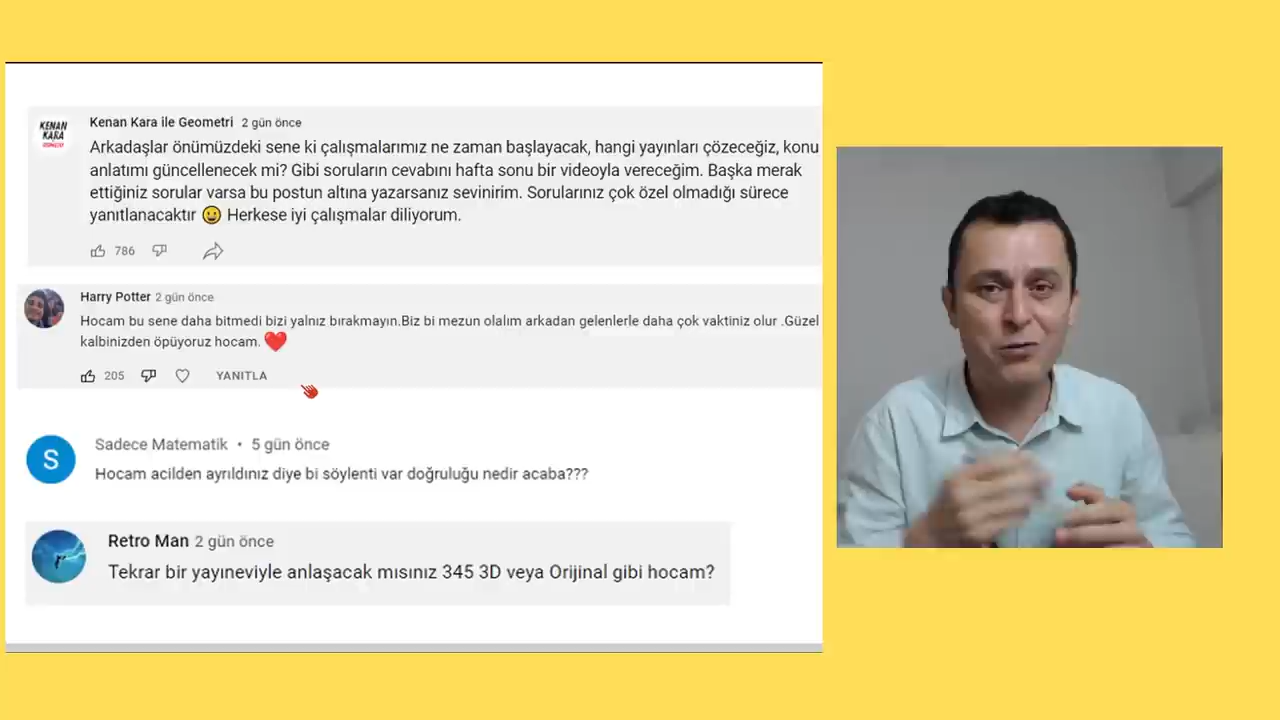 KENAN
KARA
Kenan Kara ile Geometri 2 gün önce
Arkadaşlar önümüzdeki sene ki çalışmalarımız ne zaman başlayacak, hangi yayınları çözeceğiz, konu
anlatımı güncellenecek mi? Gibi soruların cevabını hafta sonu bir videoyla vereceğim. Başka merak
ettiğiniz sorular varsa bu postun altına yazarsanız sevinirim. Sorularınız çok özel olmadığı sürece
yanıtlanacaktır 😀 Herkese iyi çalışmalar diliyorum.
786
Harry Potter 2 gün önce
Hocam bu sene daha bitmedi bizi yalnız bırakmayın.Biz bi mezun olalım arkadan gelenlerle daha çok vaktiniz olur .Güzel
kalbinizden öpüyoruz hocam. ❤️
205 YANITLA
S
Sadece Matematik • 5 gün önce
Hocam acilden ayrıldınız diye bi söylenti var doğruluğu nedir acaba???
Retro Man 2 gün önce
Tekrar bir yayıneviyle anlaşacak mısınız 345 3D veya Orijinal gibi hocam?